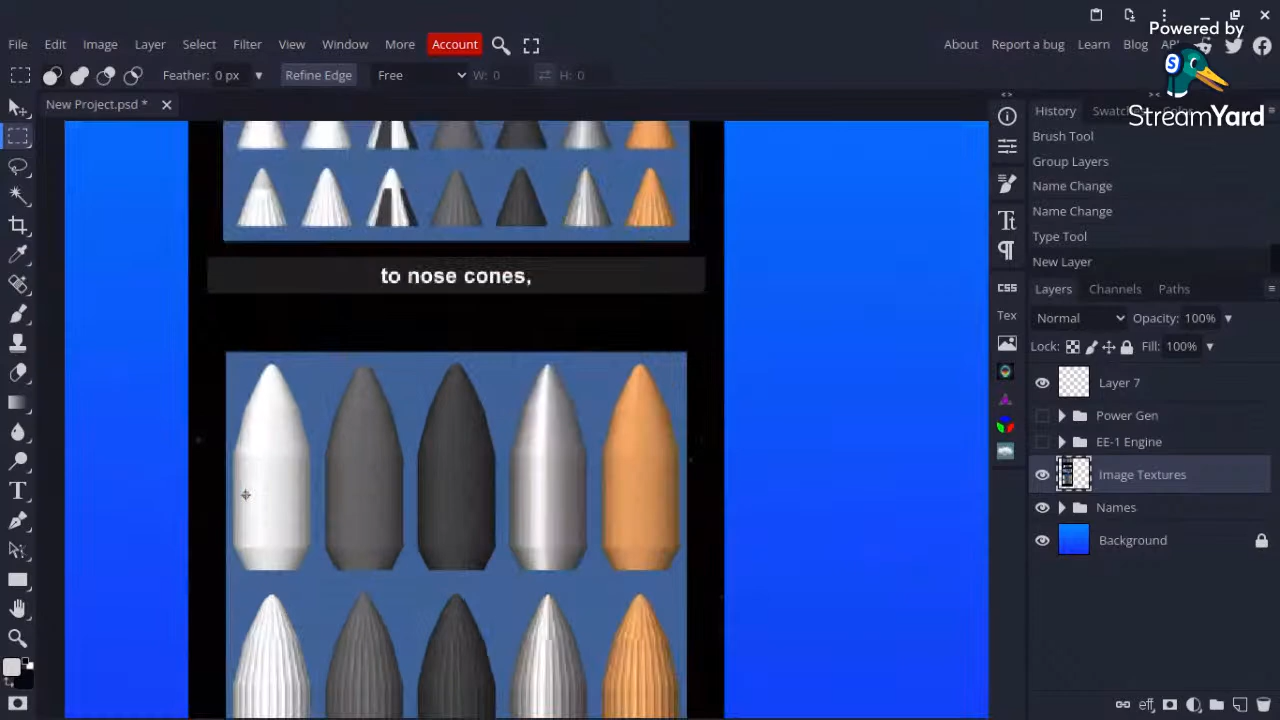 Powered by
StreamYard
File Edit Image Layer Select Filter View Window More Account
About Report a bug Learn Blog
Feather: 0 px Refine Edge Free W: 0 H: 0
New Project.psd *
History Swatches Color
Brush Tool
Group Layers
Name Change
Name Change
Type Tool
New Layer
CSS
Tex
Layers Channels Paths
Normal Opacity: 100%
Lock: Fill: 100%
Layer 7
Power Gen
EE-1 Engine
Image Textures
Names
Background
eff
to nose cones,